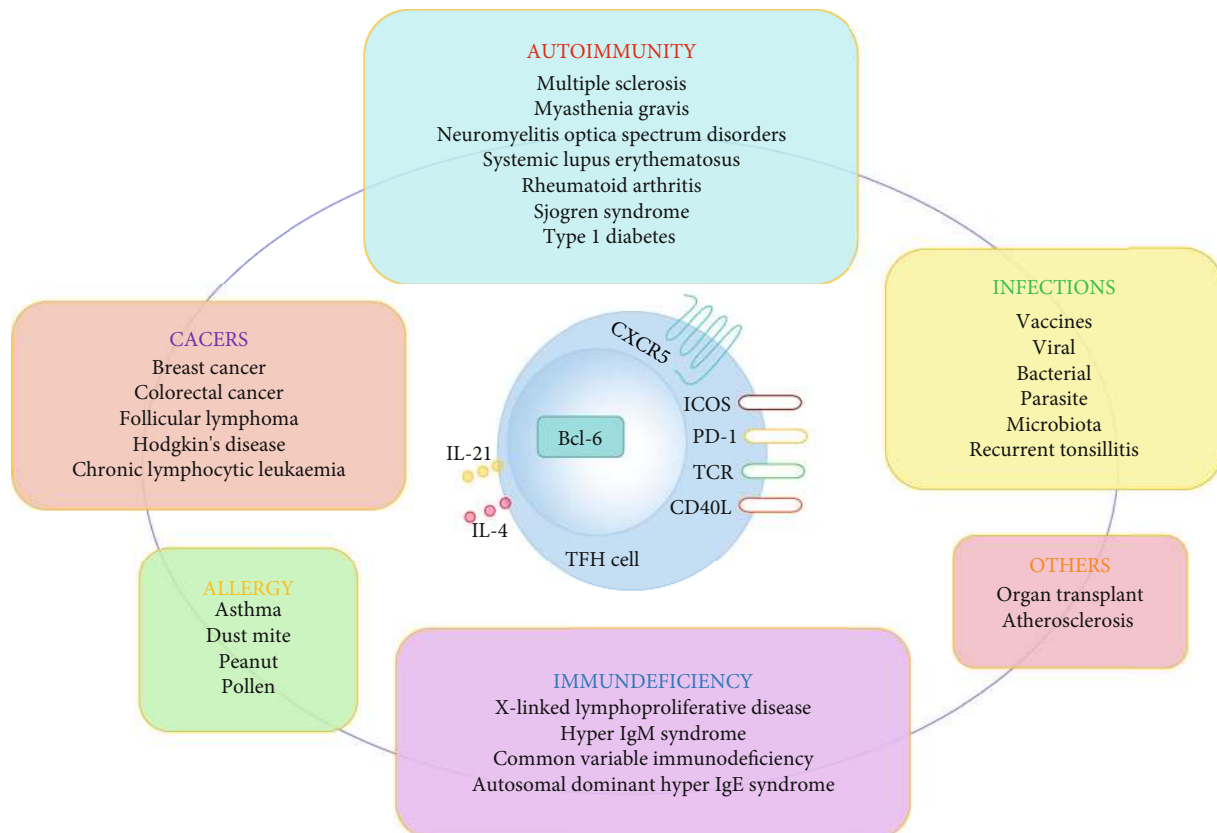 AUTOIMMUNITY
Multiple sclerosis
Myasthenia gravis
Neuromyelitis optica spectrum disorders
Systemic lupus erythematosus
Rheumatoid arthritis
Sjogren syndrome
Type 1 diabetes
CACERS
Breast cancer
Colorectal cancer
Follicular lymphoma
Hodgkin's disease
Chronic lymphocytic leukaemia
CXCR5
ICOS
PD-1
TCR
CD40L
Bcl-6
IL-21
IL-4
TFH cell
INFECTIONS
Vaccines
Viral
Bacterial
Parasite
Microbiota
Recurrent tonsillitis
ALLERGY
Asthma
Dust mite
Peanut
Pollen
IMMUNDEFICIENCY
X-linked lymphoproliferative disease
Hyper IgM syndrome
Common variable immunodeficiency
Autosomal dominant hyper IgE syndrome
OTHERS
Organ transplant
Atherosclerosis